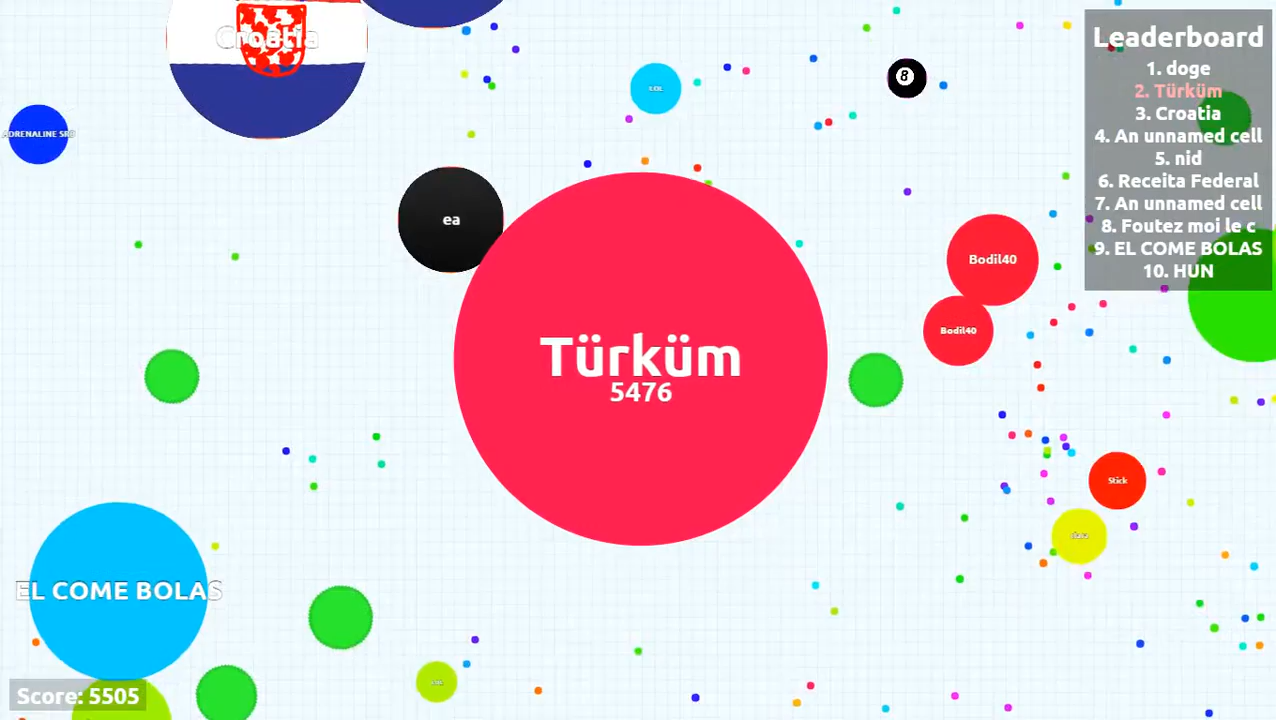 Croatia
Leaderboard
1. doge
2. Türküm
3. Croatia
4. An unnamed cell
5. nid
6. Receita Federal
7. An unnamed cell
8. Foutez moi le c
9. EL COME BOLAS
10. HUN
8
LOL
ADRENALINE SRB
ea
Bodil40
Bodil40
Türküm
5476
Stick
EL COME BOLAS
Score: 5505